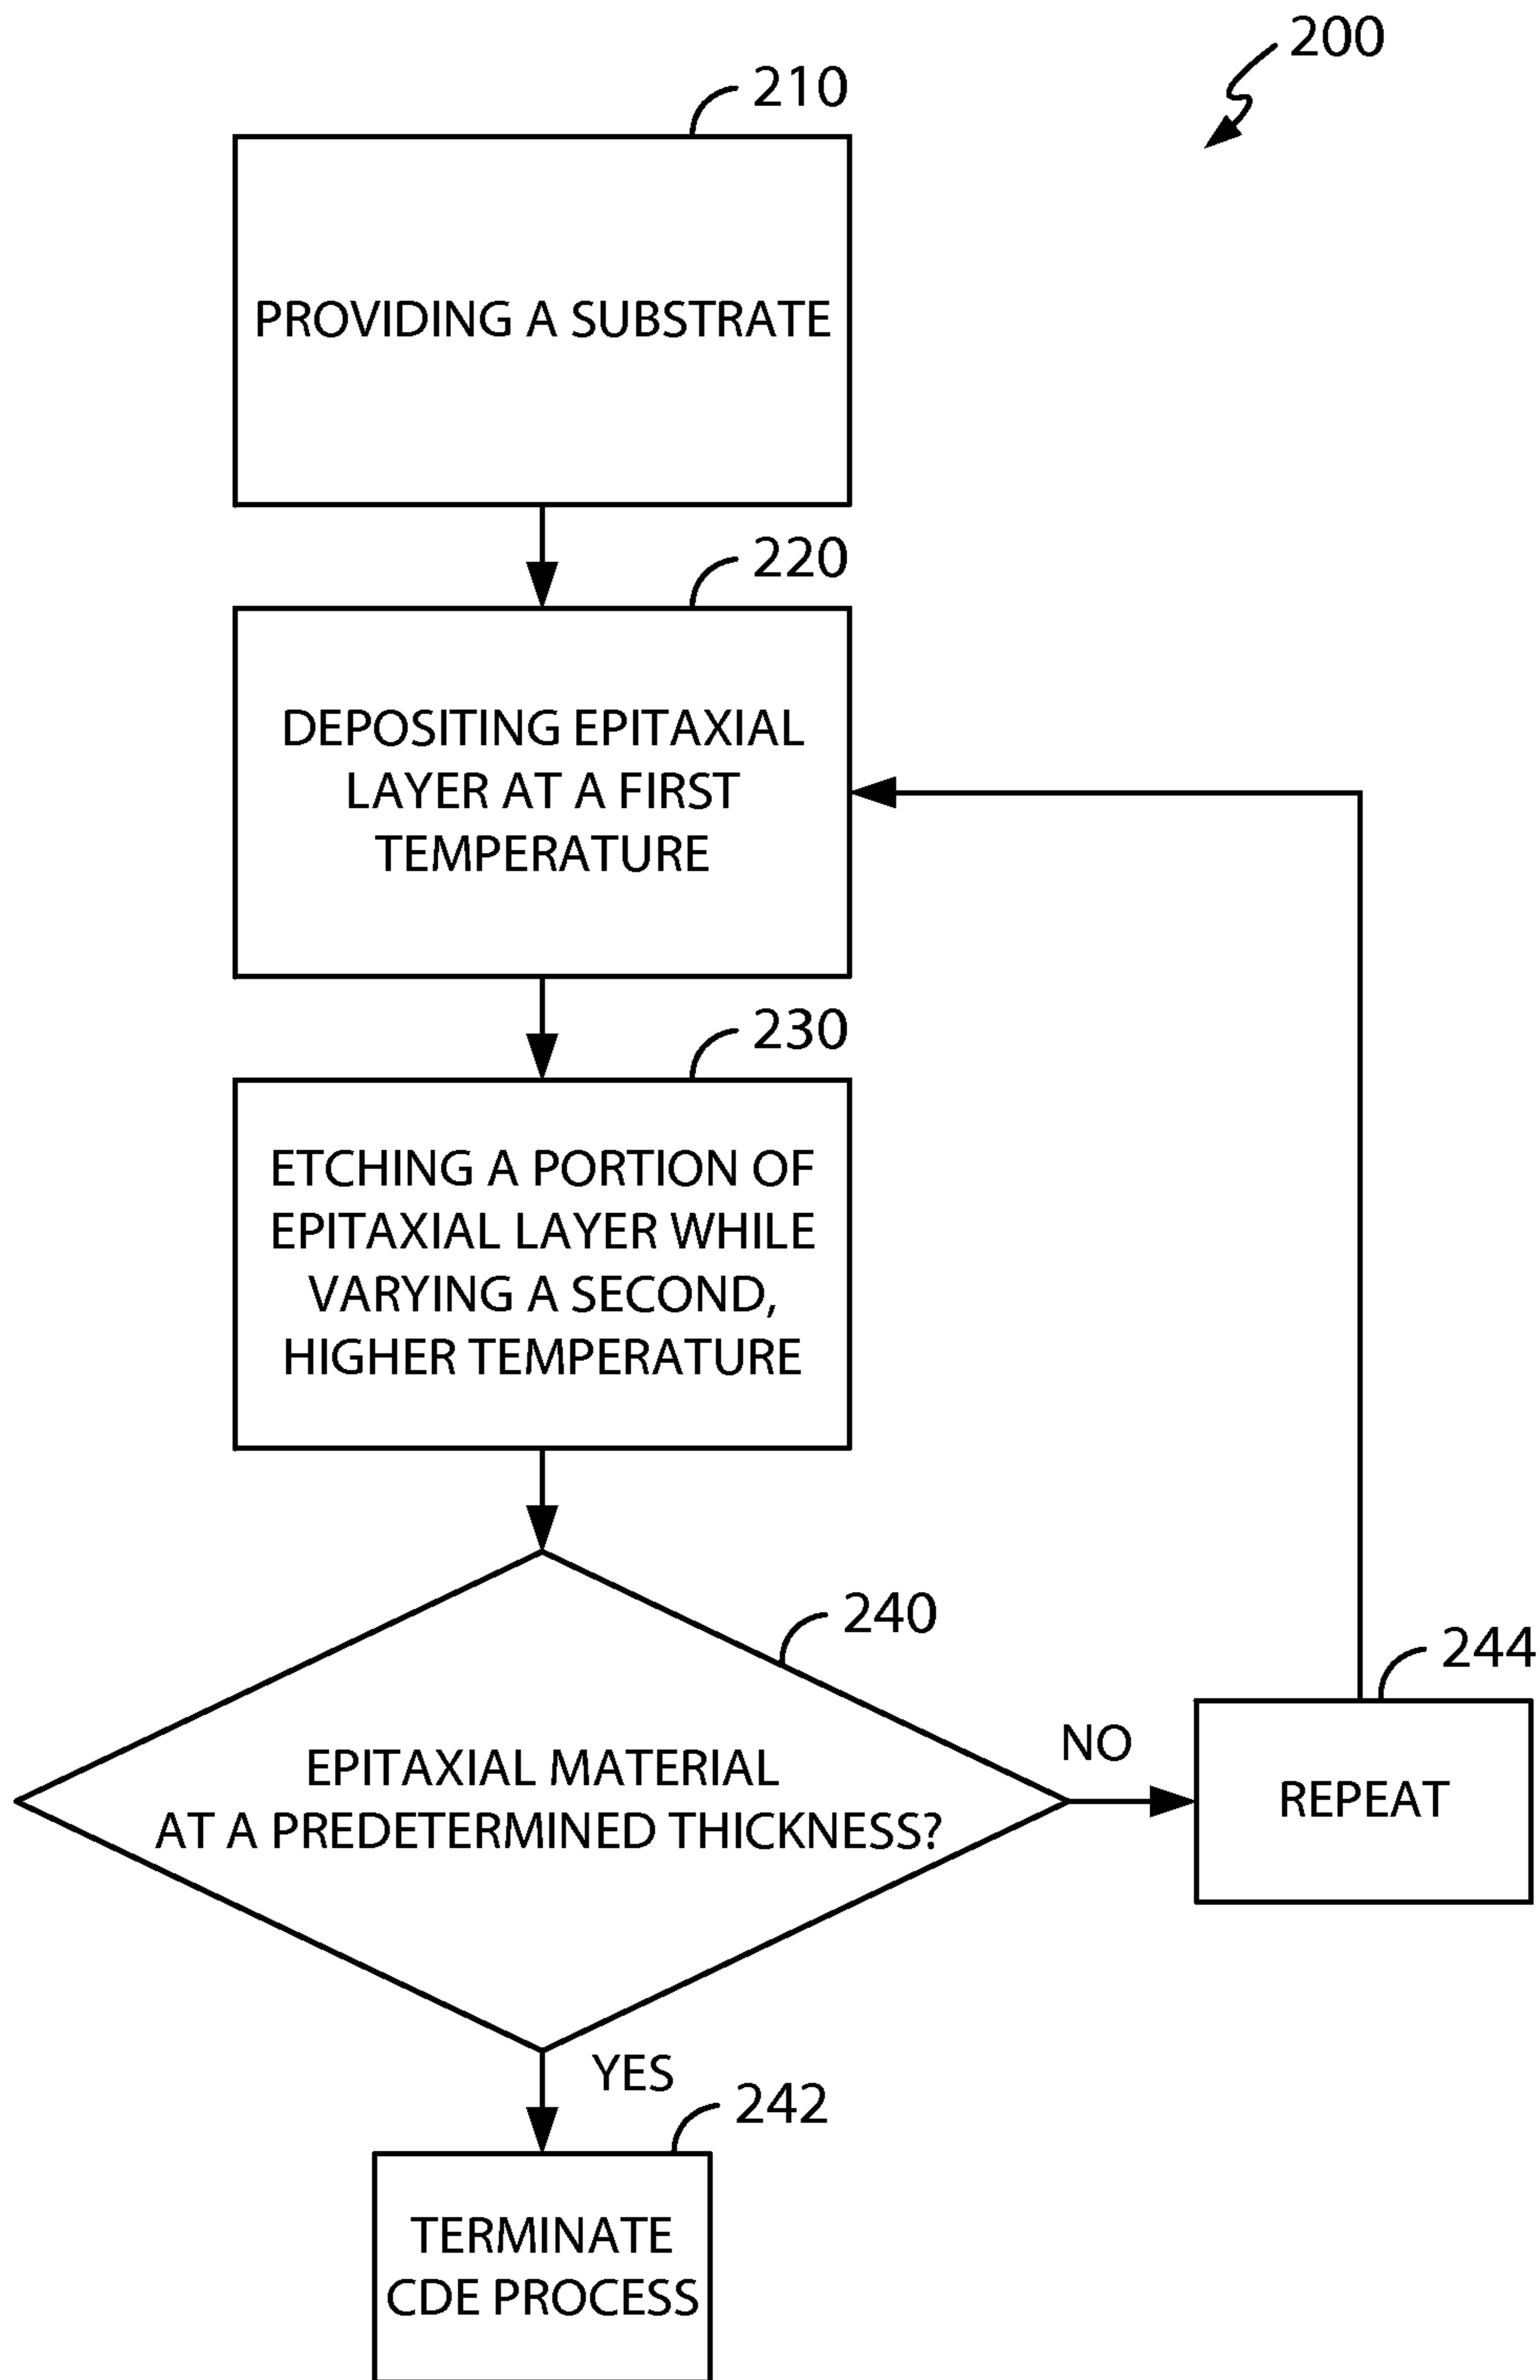 200
210
PROVIDING A SUBSTRATE
220
DEPOSITING EPITAXIAL
LAYER AT A FIRST
TEMPERATURE
230
ETCHING A PORTION OF
EPITAXIAL LAYER WHILE
VARYING A SECOND,
HIGHER TEMPERATURE
240
EPITAXIAL MATERIAL
AT A PREDETERMINED THICKNESS?
NO
244
REPEAT
YES
242
TERMINATE
CDE PROCESS